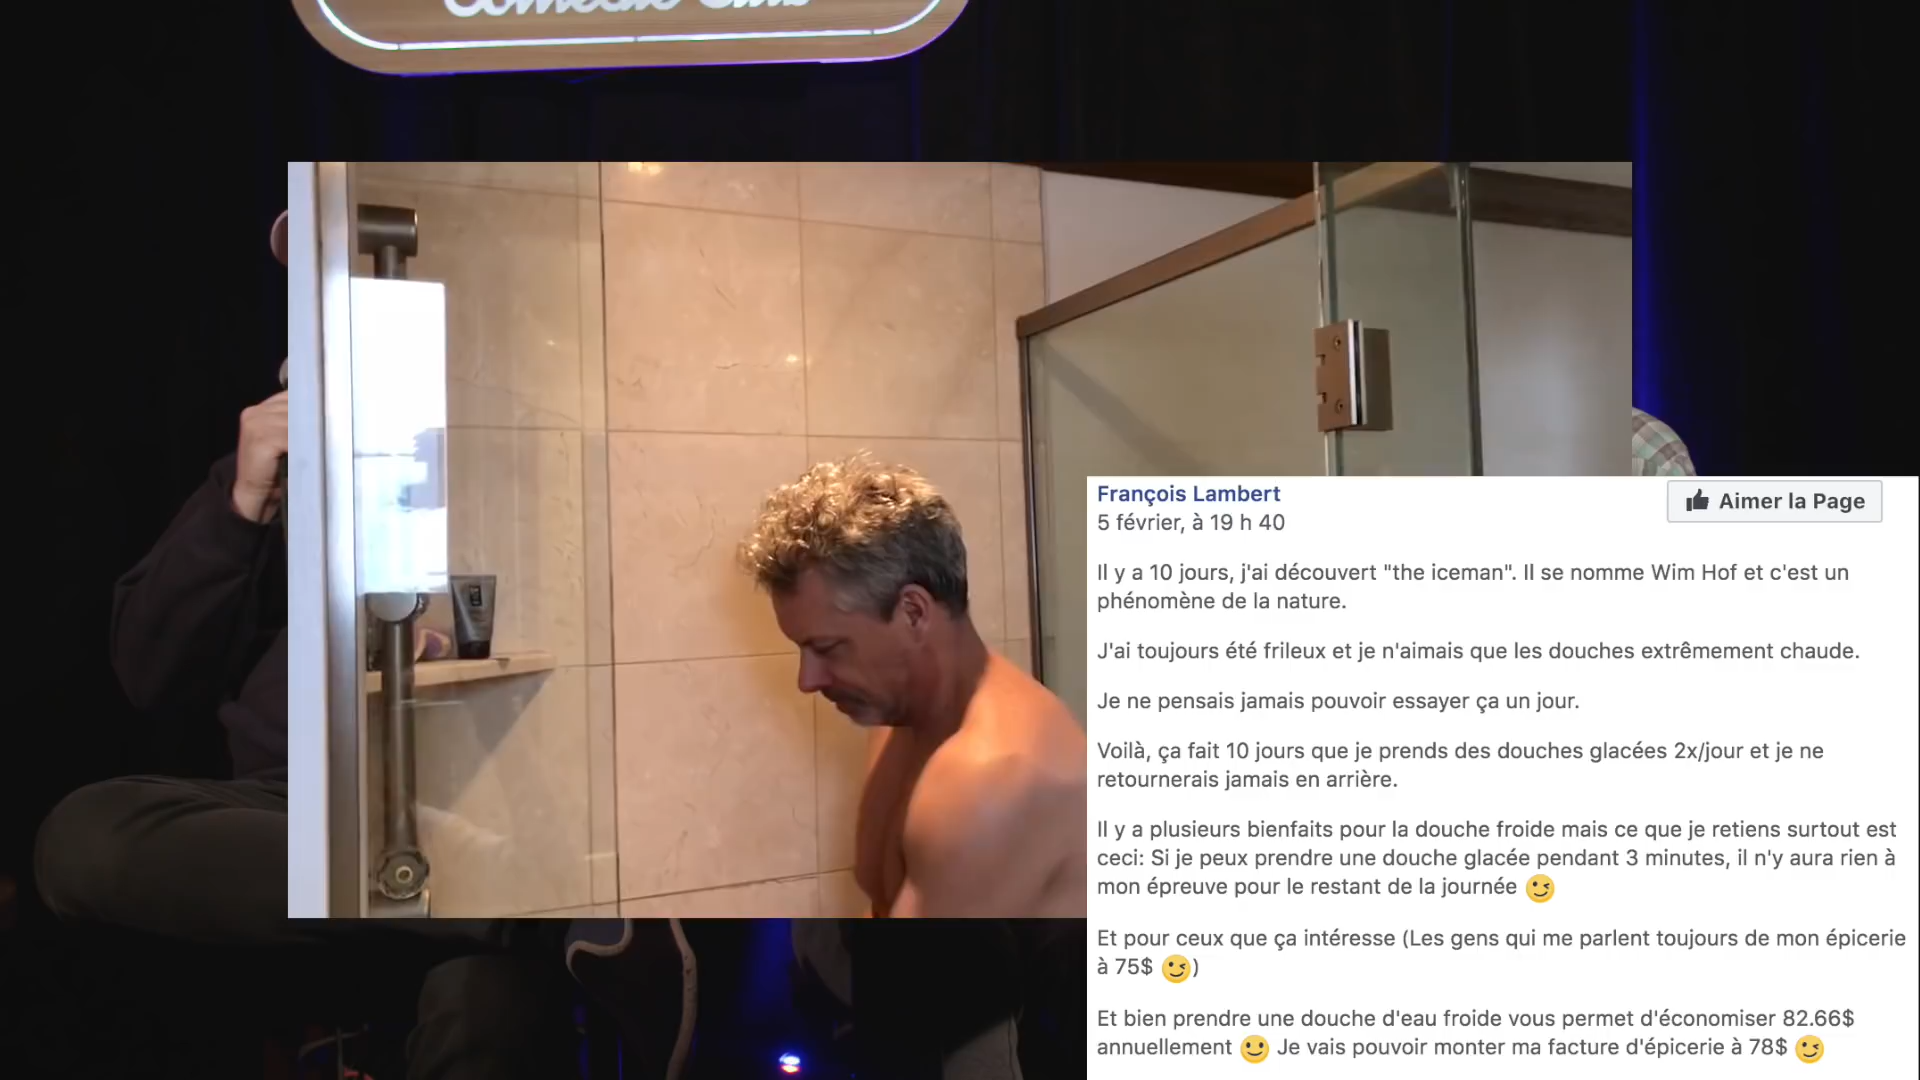 Comédie Club
François Lambert
Aimer la Page
5 février, à 19 h 40
Il y a 10 jours, j'ai découvert "the iceman". Il se nomme Wim Hof et c'est un
phénomène de la nature.
J'ai toujours été frileux et je n'aimais que les douches extrêmement chaude.
Je ne pensais jamais pouvoir essayer ça un jour.
Voilà, ça fait 10 jours que je prends des douches glacées 2x/jour et je ne
retournerais jamais en arrière.
Il y a plusieurs bienfaits pour la douche froide mais ce que je retiens surtout est
ceci: Si je peux prendre une douche glacée pendant 3 minutes, il n'y aura rien à
mon épreuve pour le restant de la journée 😉
Et pour ceux que ça intéresse (Les gens qui me parlent toujours de mon épicerie
à 75$ 😉)
Et bien prendre une douche d'eau froide vous permet d'économiser 82.66$
annuellement 🙂 Je vais pouvoir monter ma facture d'épicerie à 78$ 😉